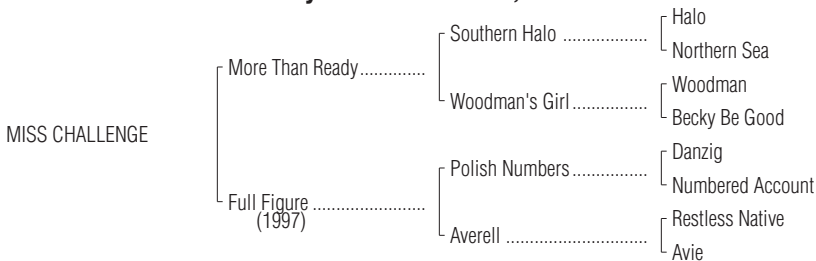 Halo
Southern Halo ..................
Northern Sea
More Than Ready..............
Woodman
Woodman's Girl................
Becky Be Good
MISS CHALLENGE
Danzig
Polish Numbers................
Numbered Account
Full Figure ........................
(1997)
Restless Native
Averell ..............................
Avie